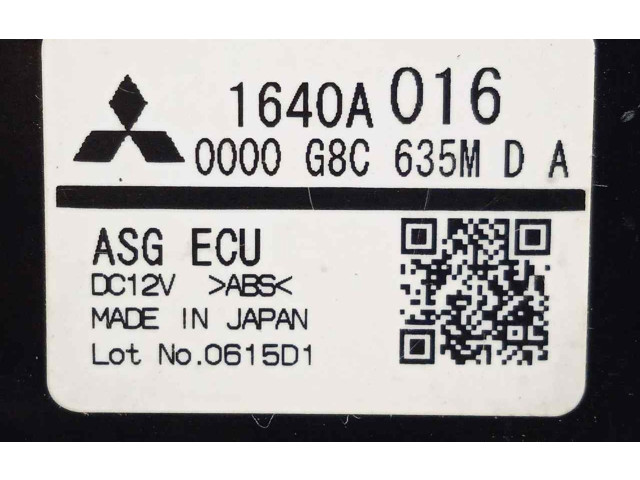 1640A 016
0000 G8C 635M D A
ASG ECU
DC12V >ABS<
MADE IN JAPAN
Lot No.0615D1